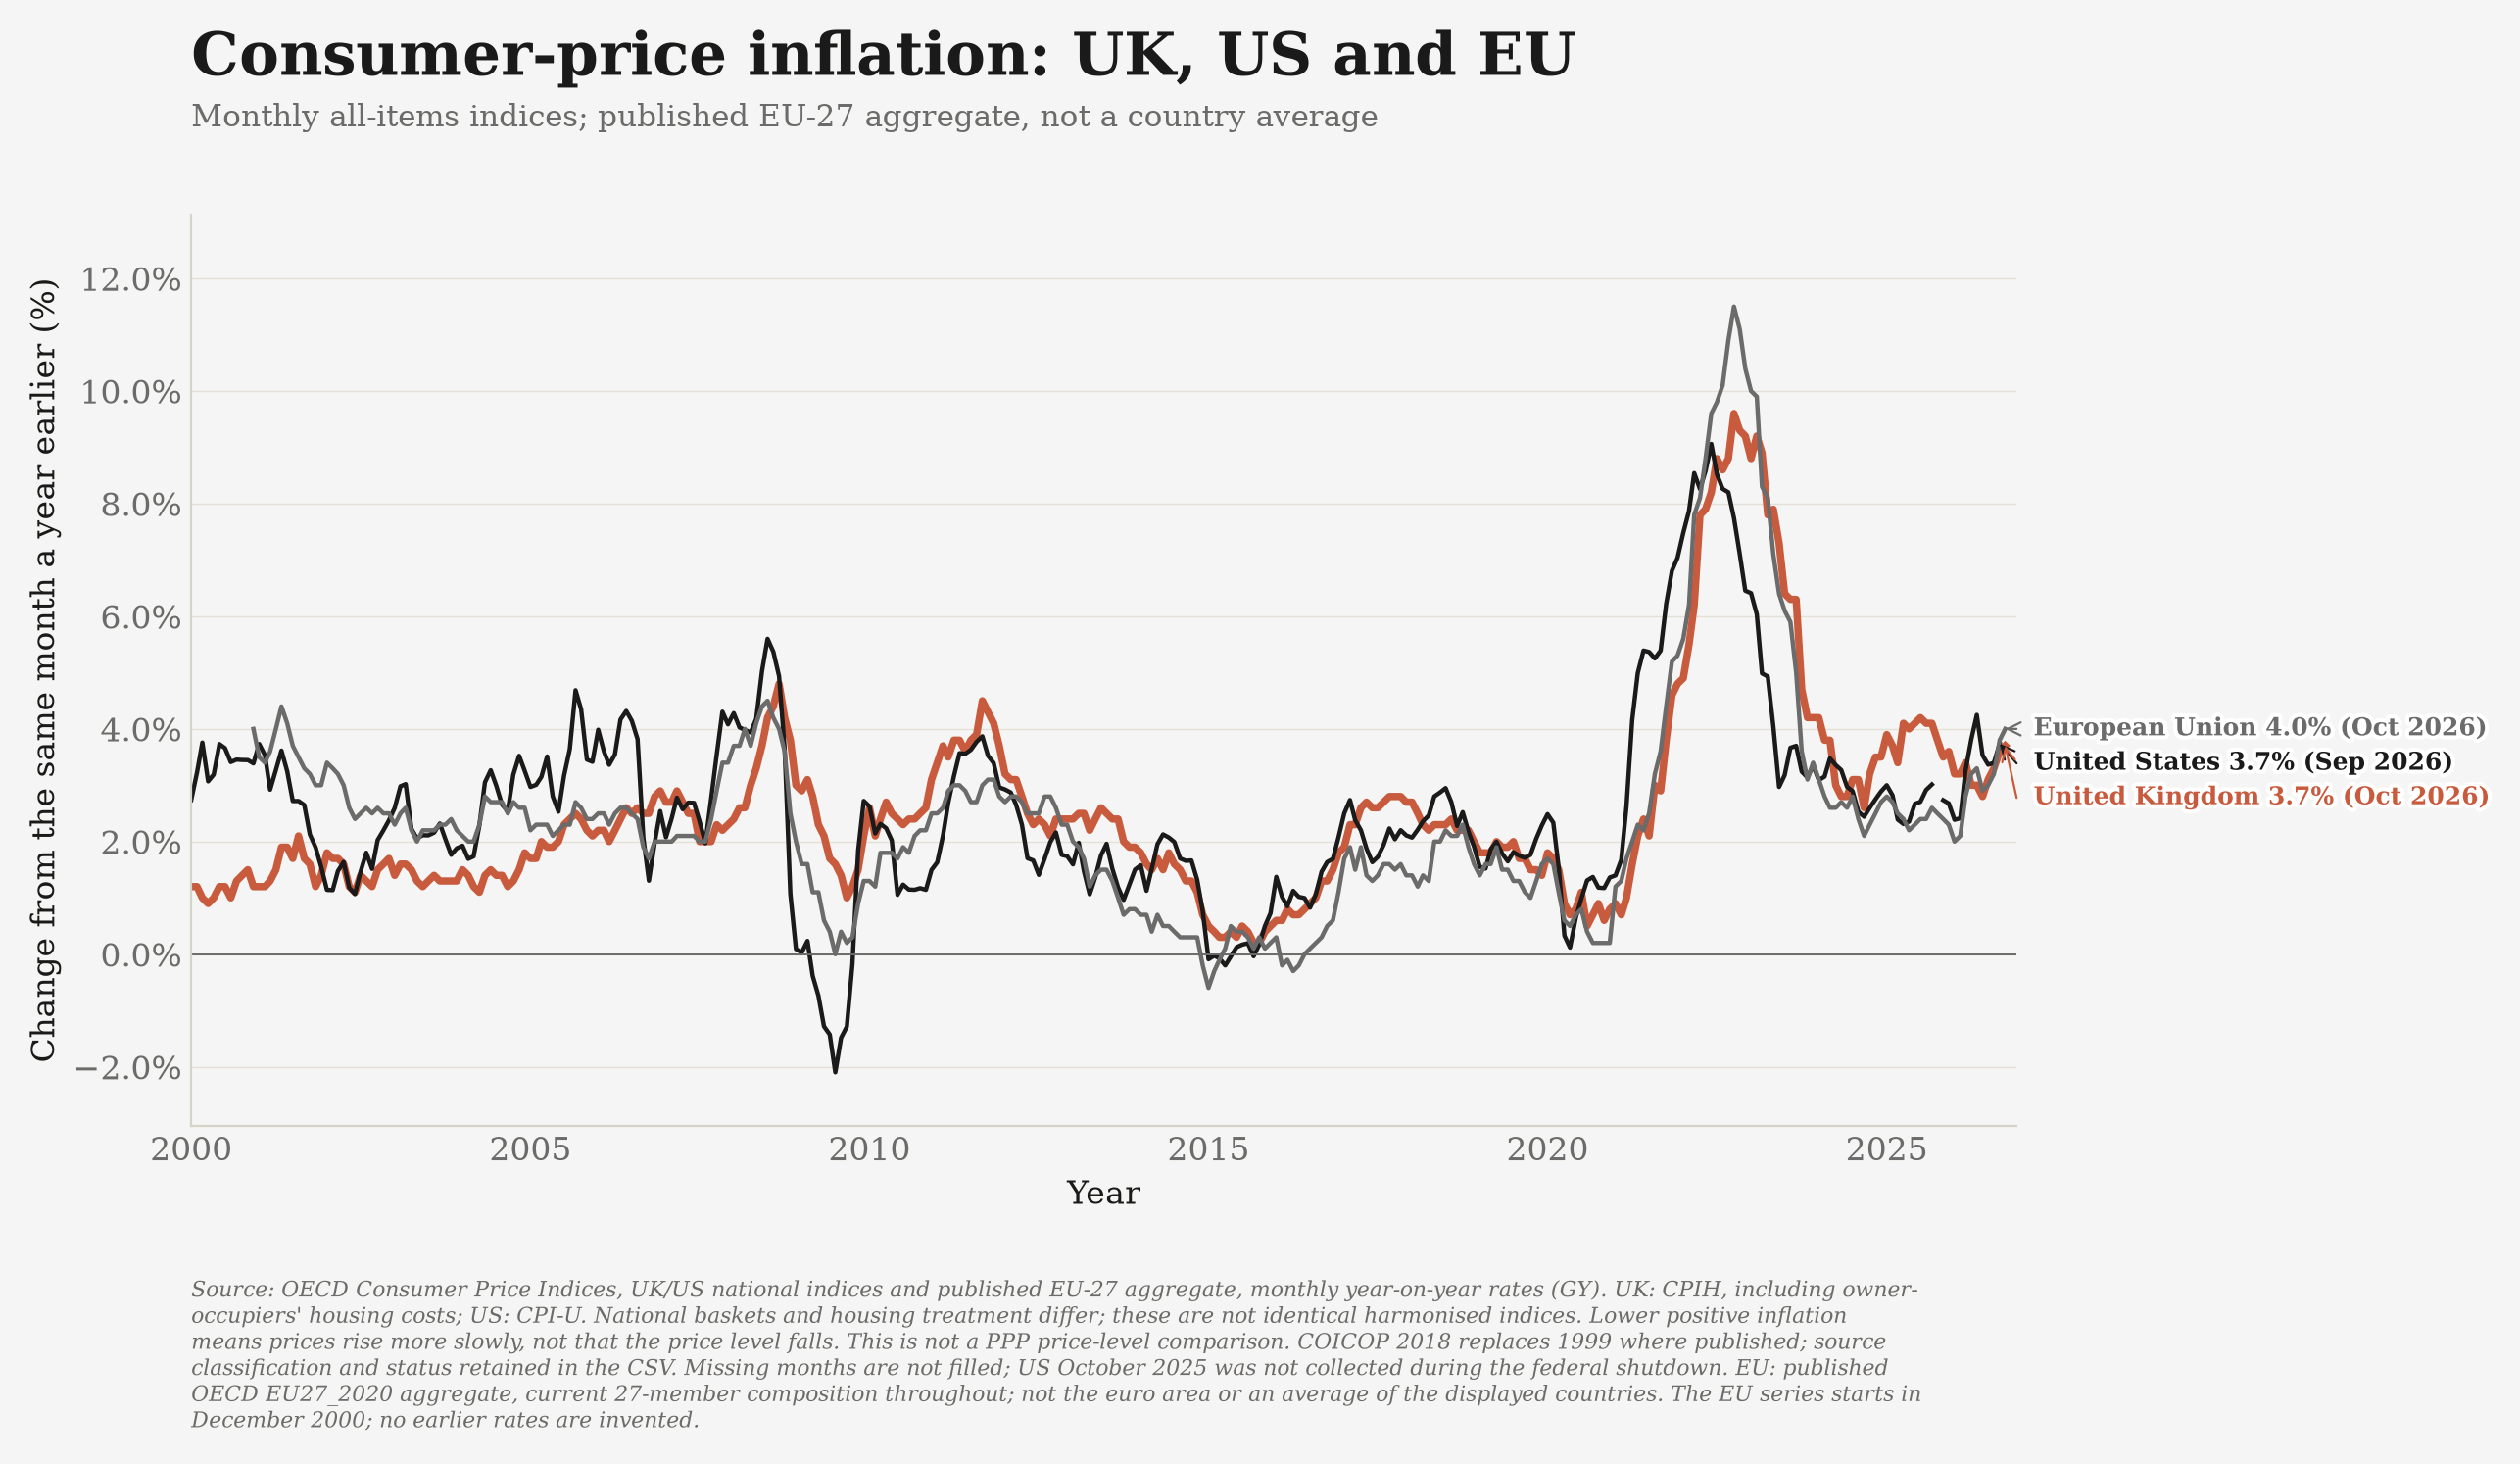 Consumer-price inflation: UK, US and EU
Monthly all-items indices; published EU-27 aggregate, not a country average
Change from the same month a year earlier (%)
12.0%
10.0%
8.0%
6.0%
4.0%
2.0%
0.0%
−2.0%
European Union 4.0% (Oct 2026)
United States 3.7% (Sep 2026)
United Kingdom 3.7% (Oct 2026)
2000
2005
2010
2015
2020
2025
Year
Source: OECD Consumer Price Indices, UK/US national indices and published EU-27 aggregate, monthly year-on-year rates (GY). UK: CPIH, including owner-
occupiers' housing costs; US: CPI-U. National baskets and housing treatment differ; these are not identical harmonised indices. Lower positive inflation
means prices rise more slowly, not that the price level falls. This is not a PPP price-level comparison. COICOP 2018 replaces 1999 where published; source
classification and status retained in the CSV. Missing months are not filled; US October 2025 was not collected during the federal shutdown. EU: published
OECD EU27_2020 aggregate, current 27-member composition throughout; not the euro area or an average of the displayed countries. The EU series starts in
December 2000; no earlier rates are invented.